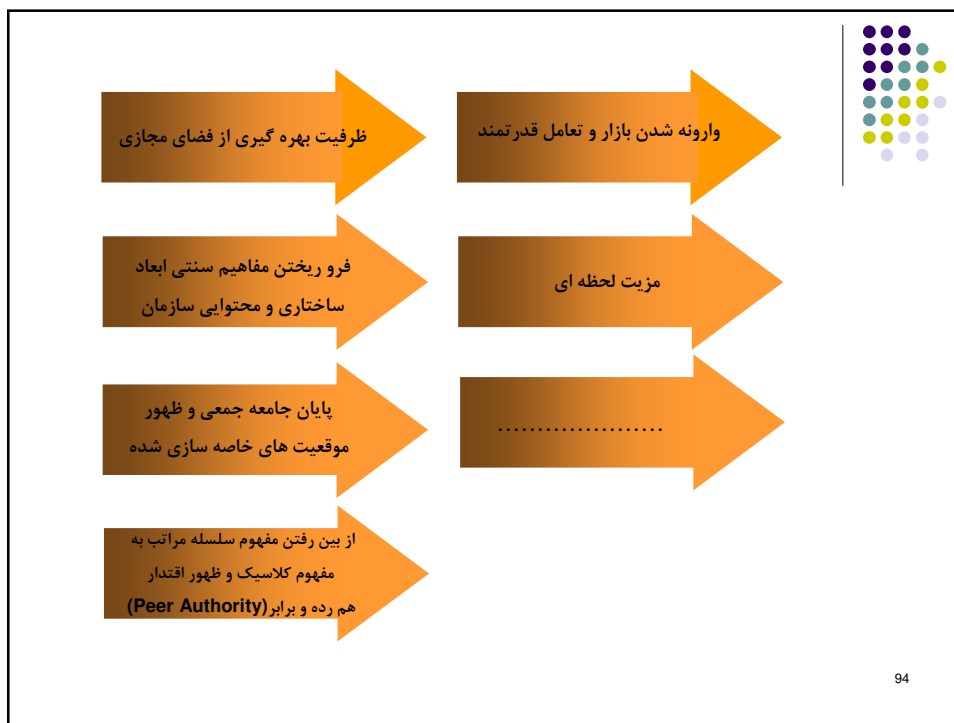 وارونه شدن بازار و تعامل قدرتمند
ظرفیت بهره گیری از فضای مجازی
مزیت لحظه ای
فرو ریختن مفاهیم سنتی ابعاد
ساختاری و محتوایی سازمان
.....................
پایان جامعه جمعی و ظهور
موقعیت های خاصه سازی شده
از بین رفتن مفهوم سلسله مراتب به
مفهوم کلاسیک و ظهور اقتدار
هم رده و برابر(Peer Authority)
94